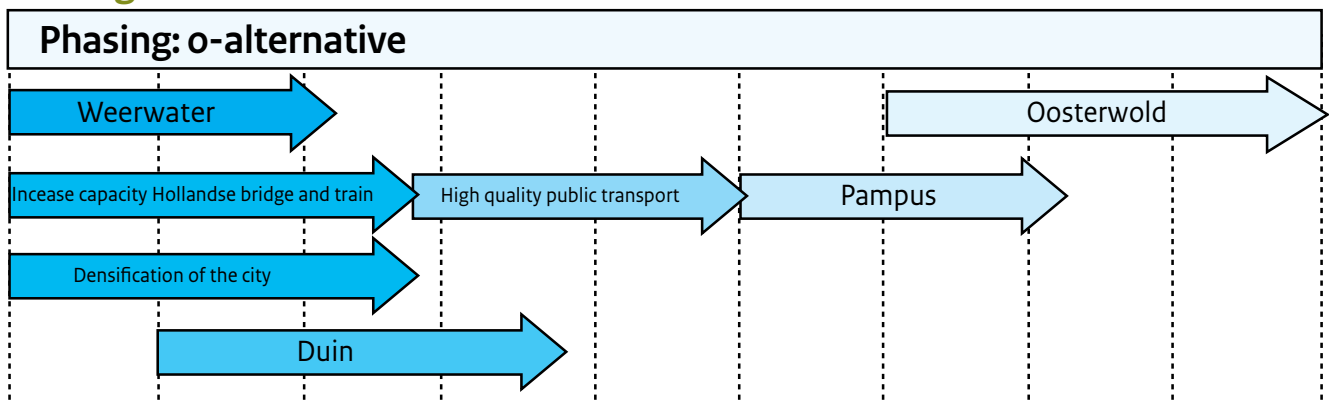 Phasing: 0-alternative
Weerwater
Oosterwold
Incease capacity Hollandse bridge and train
High quality public transport
Pampus
Densification of the city
Duin